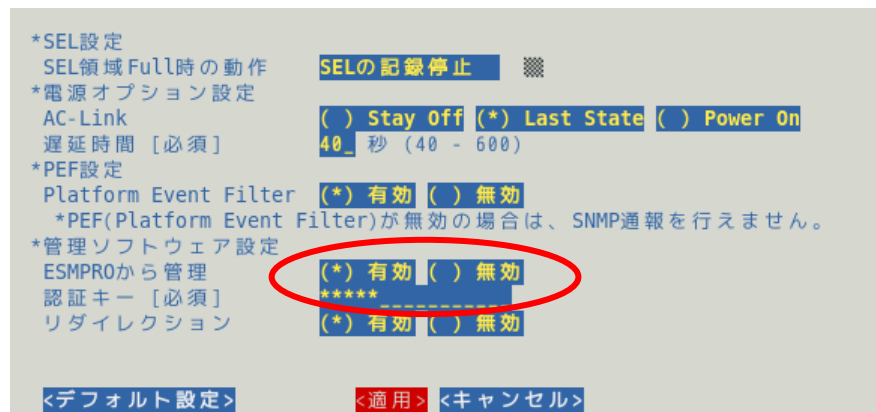 *SEL設定
SEL領域Full時の動作 SELの記録停止
*電源オプション設定
AC-Link ( ) Stay Off (*) Last State ( ) Power On
遅延時間 [必須] 40_ 秒 (40 - 600)
*PEF設定
Platform Event Filter (*) 有効 ( ) 無効
*PEF(Platform Event Filter)が無効の場合は、SNMP通報を行えません。
*管理ソフトウェア設定
ESMPROから管理 (*) 有効 ( ) 無効
認証キー [必須] *****___________
リダイレクション (*) 有効 ( ) 無効
<デフォルト設定> <適用> <キャンセル>